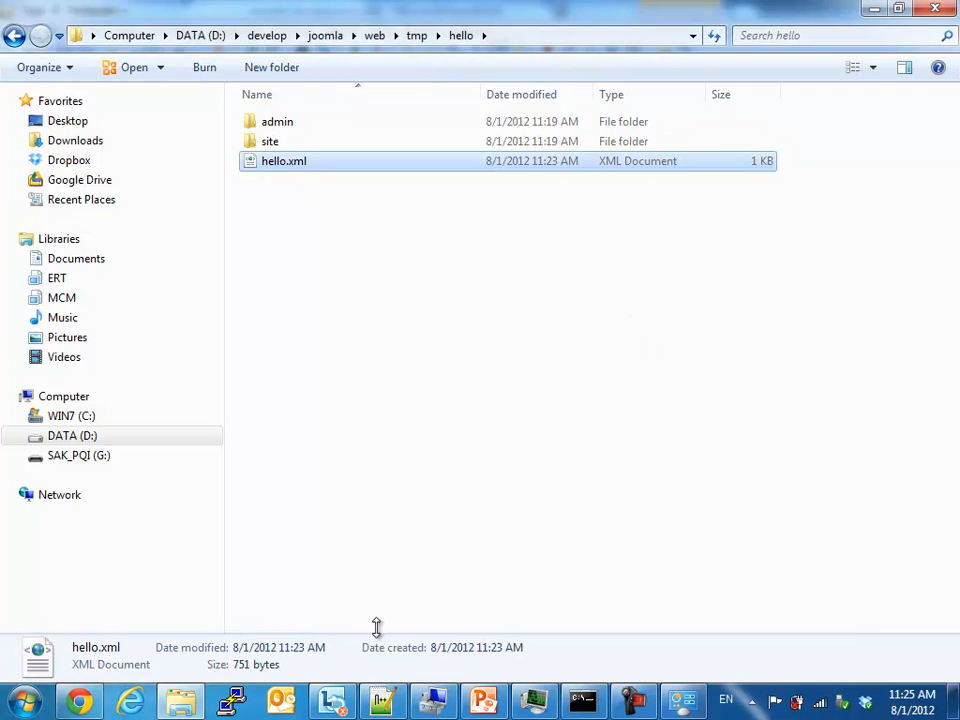 Computer DATA (D:) develop joomla web tmp hello Search hello
Organize Open Burn New folder
Name Date modified Type Size
Favorites
Desktop
Downloads
Dropbox
Google Drive
Recent Places
Libraries
Documents
ERT
MCM
Music
Pictures
Videos
Computer
WIN7 (C:)
DATA (D:)
SAK_PQI (G:)
Network
admin 8/1/2012 11:19 AM File folder
site 8/1/2012 11:19 AM File folder
hello.xml 8/1/2012 11:23 AM XML Document 1 KB
hello.xml Date modified: 8/1/2012 11:23 AM Date created: 8/1/2012 11:23 AM
XML Document Size: 751 bytes
EN 11:25 AM
8/1/2012